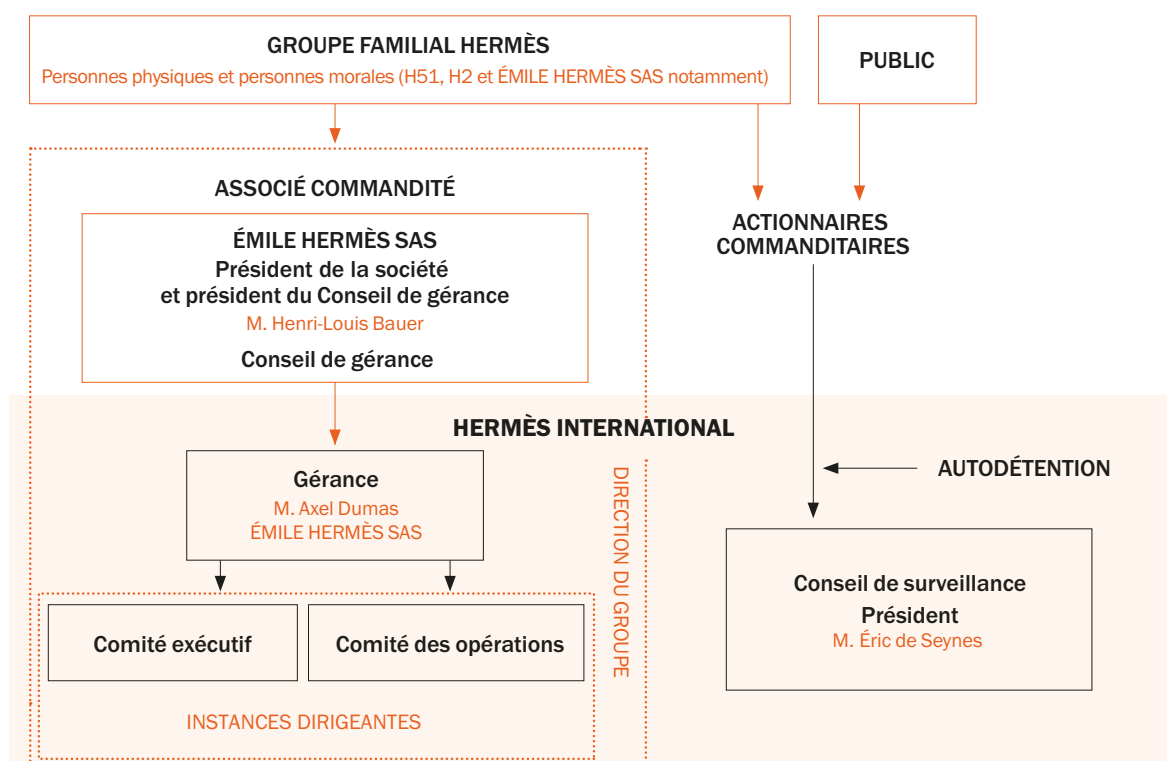 GROUPE FAMILIAL HERMÈS
Personnes physiques et personnes morales (H51, H2 et ÉMILE HERMÈS SAS notamment)
PUBLIC
ASSOCIÉ COMMANDITÉ
ÉMILE HERMÈS SAS
Président de la société
et président du Conseil de gérance
M. Henri-Louis Bauer
Conseil de gérance
ACTIONNAIRES
COMMANDITAIRES
HERMÈS INTERNATIONAL
Gérance
M. Axel Dumas
ÉMILE HERMÈS SAS
DIRECTION DU GROUPE
AUTODÉTENTION
Comité exécutif
Comité des opérations
INSTANCES DIRIGEANTES
Conseil de surveillance
Président
M. Éric de Seynes